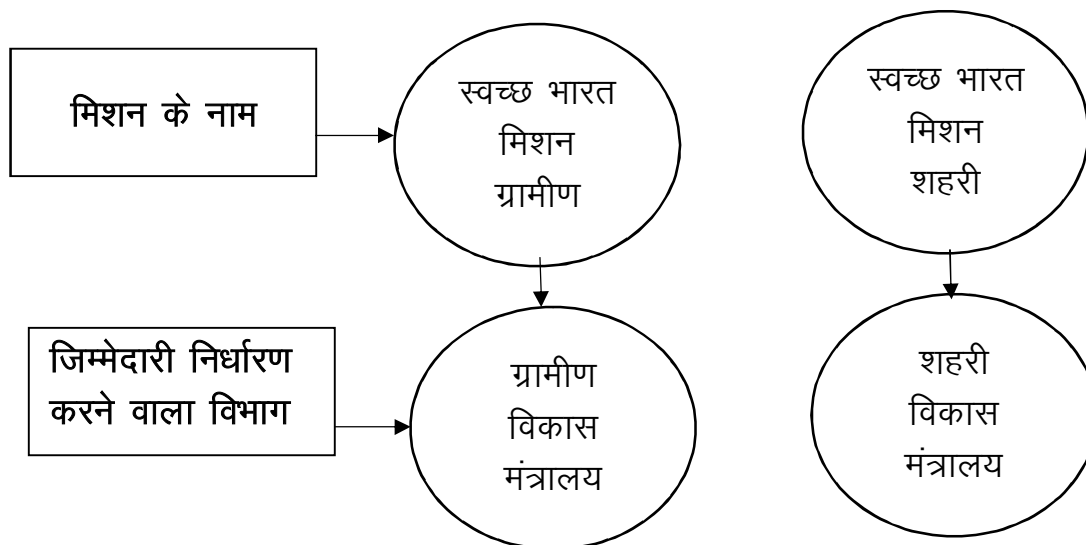 मिशन के नाम
स्वच्छ भारत
मिशन
ग्रामीण
स्वच्छ भारत
मिशन
शहरी
जिम्मेदारी निर्धारण
करने वाला विभाग
ग्रामीण
विकास
मंत्रालय
शहरी
विकास
मंत्रालय